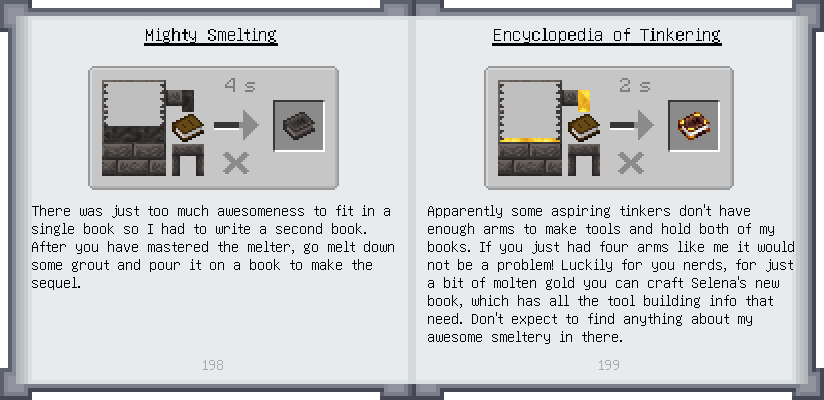 Mighty Smelting
4 s
There was just too much awesomeness to fit in a
single book so I had to write a second book.
After you have mastered the melter, go melt down
some grout and pour it on a book to make the
sequel.
198
Encyclopedia of Tinkering
2 s
Apparently some aspiring tinkers don't have
enough arms to make tools and hold both of my
books. If you just had four arms like me it would
not be a problem! Luckily for you nerds, for just
a bit of molten gold you can craft Selena's new
book, which has all the tool building info that
need. Don't expect to find anything about my
awesome smeltery in there.
199